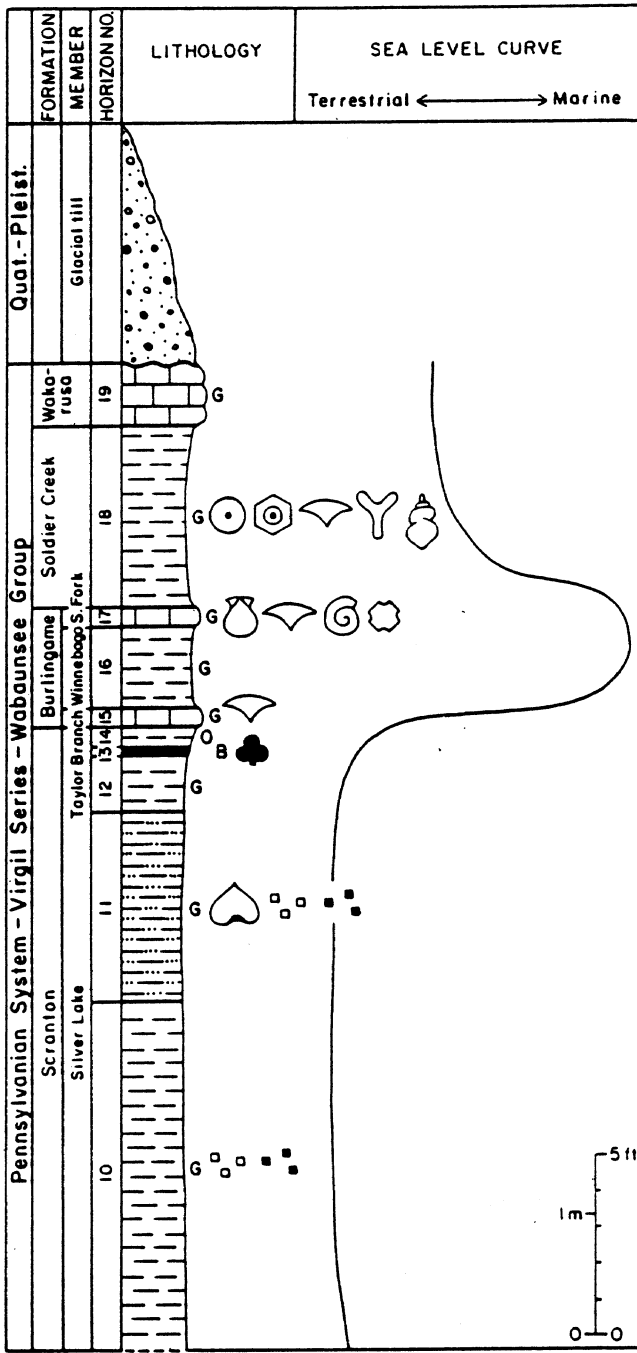 FORMATION
MEMBER
HORIZON NO.
LITHOLOGY
SEA LEVEL CURVE
Terrestrial
Marine
Quat.-Pleist.
Glacial till
Pennsylvanian System – Virgil Series – Wabaunsee Group
Waka-
rusa
19
G
Soldier Creek
18
G
Burlingame
S. Fork
17
G
Winnebago
16
G
Taylor Branch
15
G
14
O
13
B
12
G
Scranton
Silver Lake
11
G
10
G
5 ft
1m
0
0